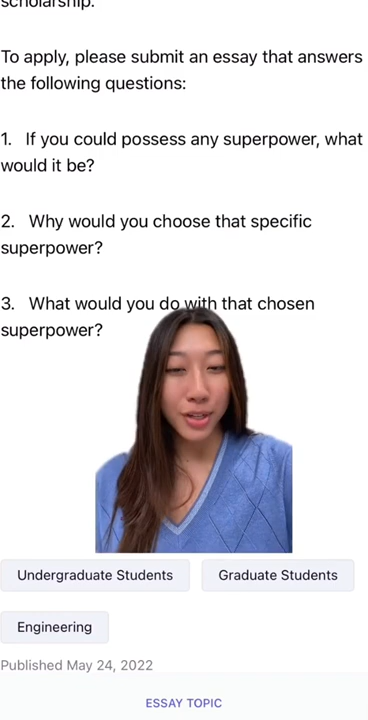 scholarship.
To apply, please submit an essay that answers
the following questions:
1. If you could possess any superpower, what
would it be?
2. Why would you choose that specific
superpower?
3. What would you do with that chosen
superpower?
Undergraduate Students
Graduate Students
Engineering
Published May 24, 2022
ESSAY TOPIC